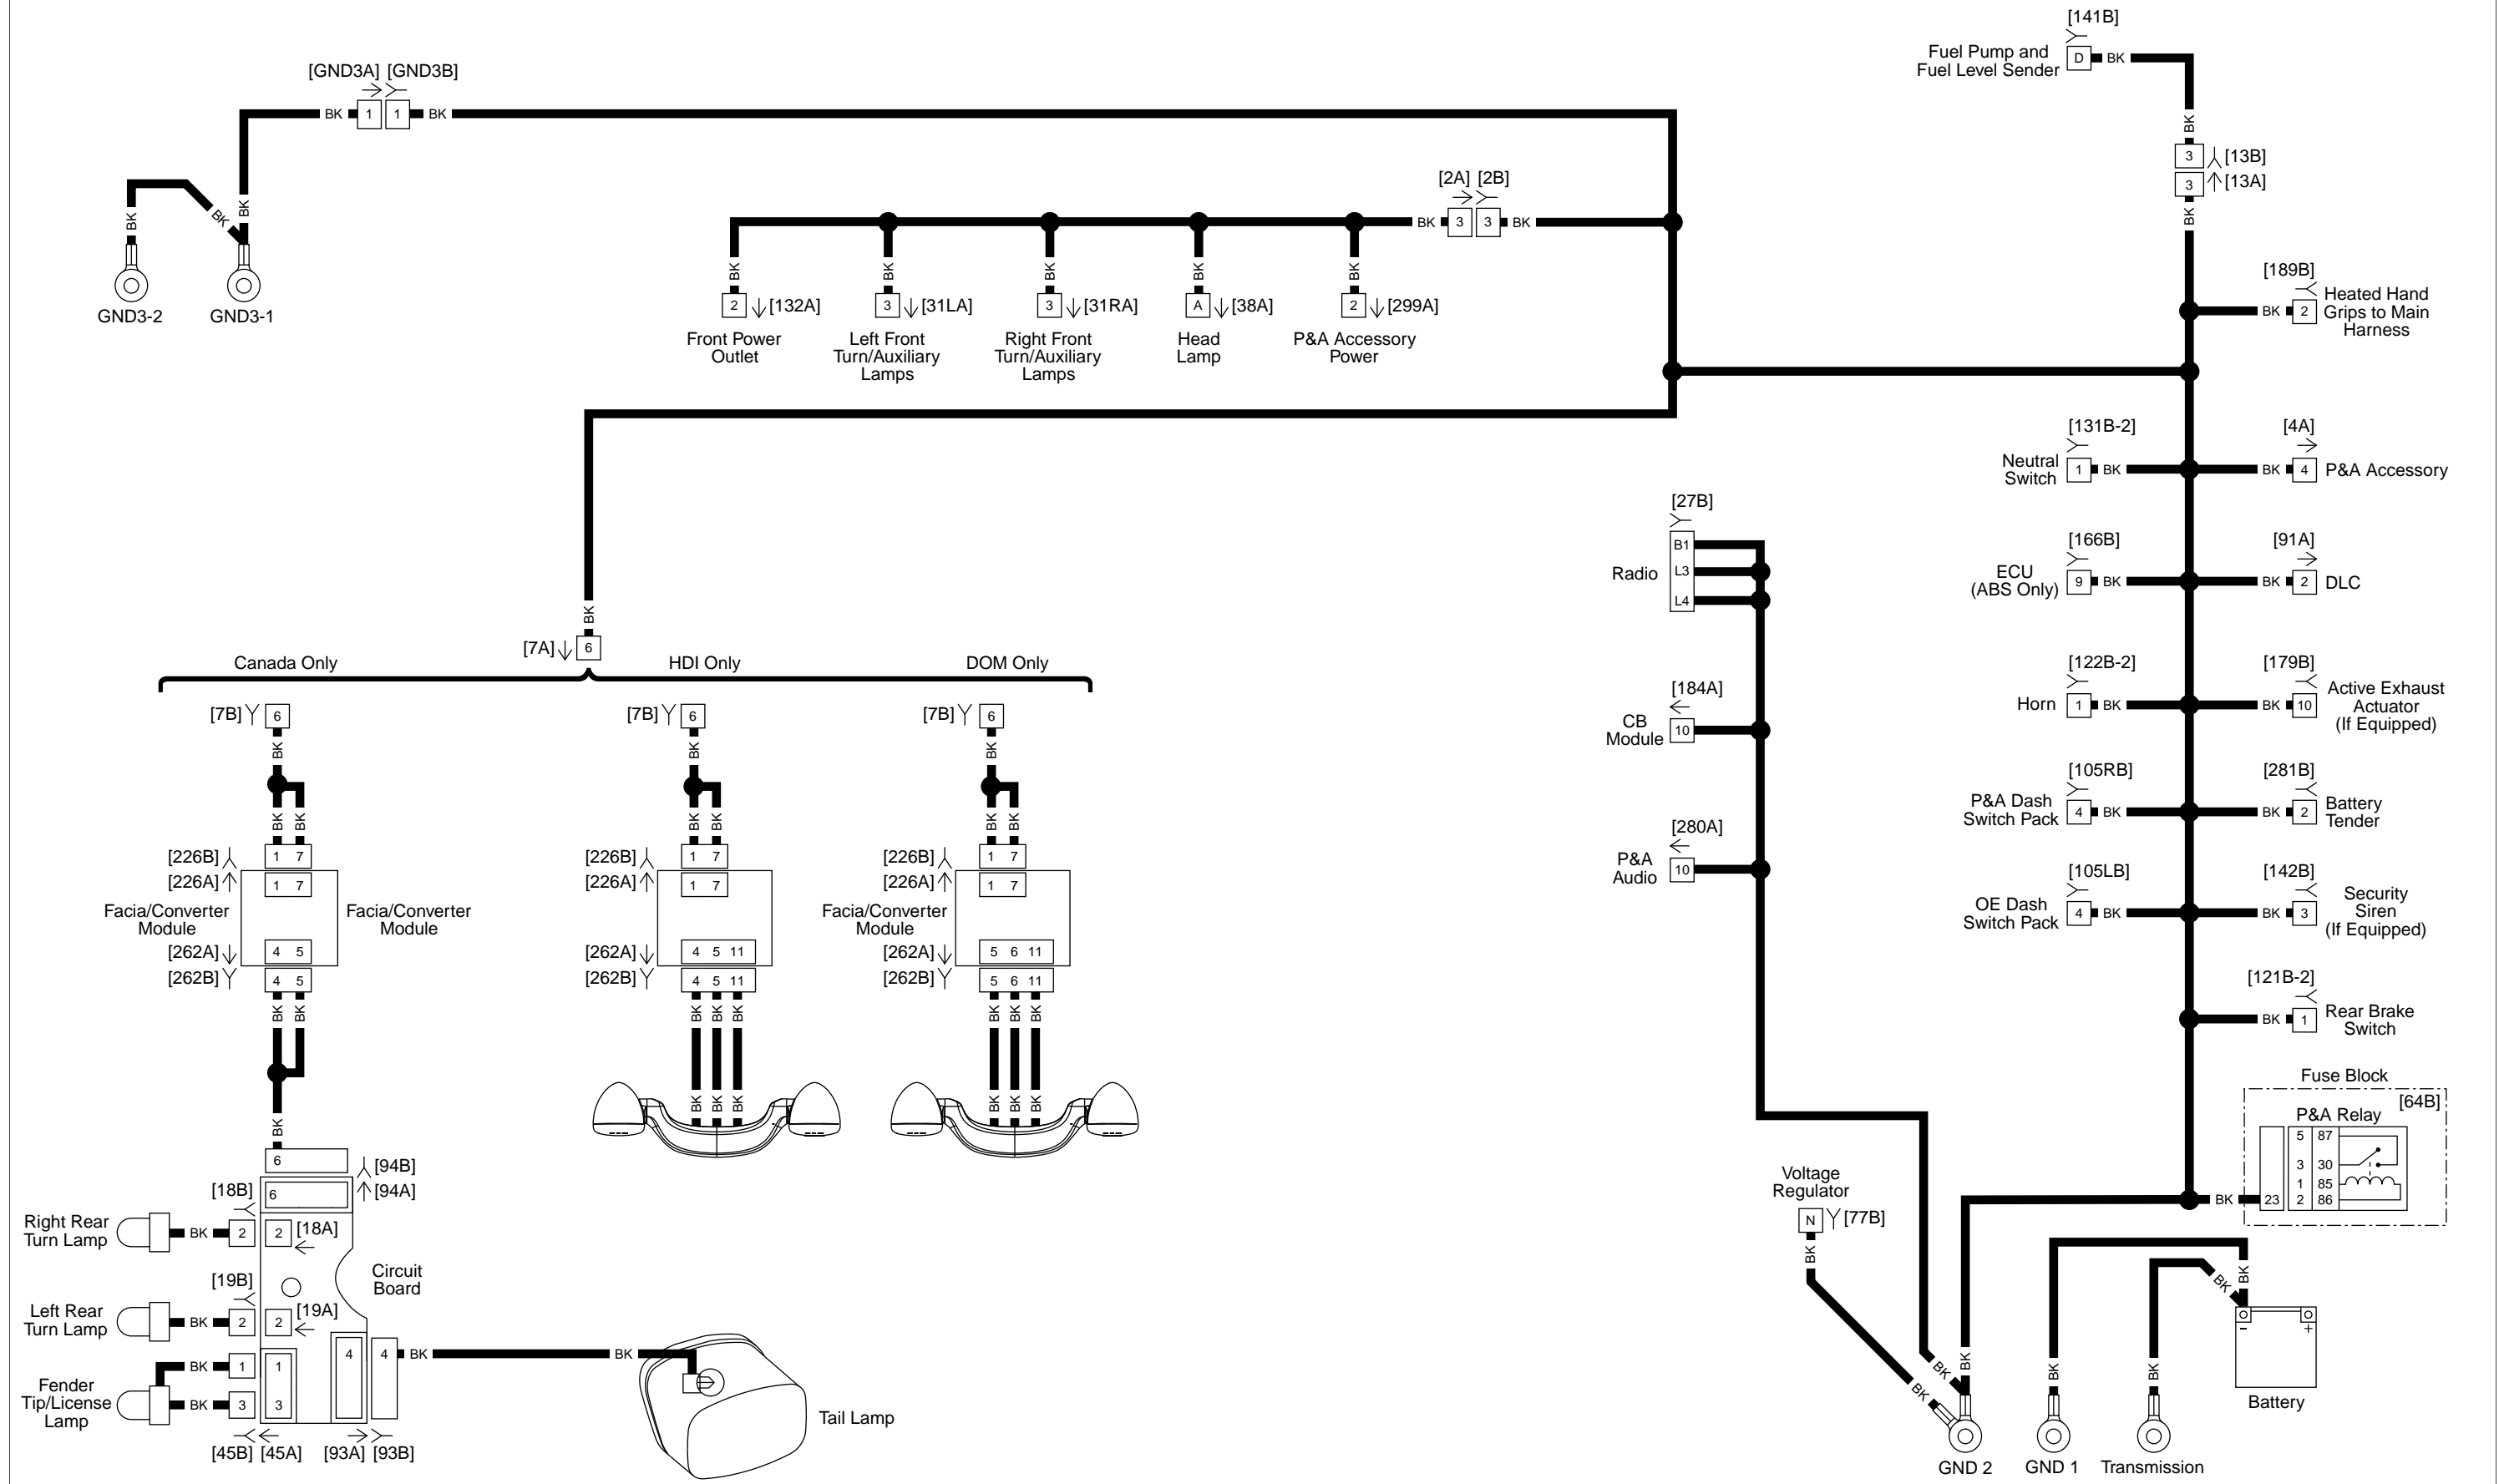 [141B]
Fuel Pump and
Fuel Level Sender
D BK
[GND3A] [GND3B]
BK 1 1 BK
BK
3 [13B]
3 [13A]
BK
[2A] [2B]
BK 3 3 BK
BK BK BK
GND3-2 GND3-1
BK BK BK BK BK
2 [132A] 3 [31LA] 3 [31RA] A [38A] 2 [299A]
Front Power
Outlet
Left Front
Turn/Auxiliary
Lamps
Right Front
Turn/Auxiliary
Lamps
Head
Lamp
P&A Accessory
Power
[189B]
BK 2
Heated Hand
Grips to Main
Harness
[131B-2]
Neutral
Switch
1 BK
[4A]
BK 4 P&A Accessory
[27B]
Radio
B1
L3
L4
[166B]
ECU
(ABS Only)
9 BK
[91A]
BK 2 DLC
BK
[7A] 6
Canada Only HDI Only DOM Only
[122B-2]
Horn 1 BK
[179B]
BK 10
Active Exhaust
Actuator
(If Equipped)
[184A]
CB
Module
10
[7B] 6 [7B] 6 [7B] 6
BK BK BK
[105RB]
P&A Dash
Switch Pack
4 BK
[281B]
BK 2
Battery
Tender
BK BK BK BK BK BK
[280A]
P&A
Audio
10
[226B] 1 7 [226B] 1 7 [226B] 1 7
[226A] 1 7 [226A] 1 7 [226A] 1 7
[105LB]
OE Dash
Switch Pack
4 BK
[142B]
BK 3
Security
Siren
(If Equipped)
Facia/Converter
Module
Facia/Converter
Module
Facia/Converter
Module
[262A] 4 5 [262A] 4 5 11 [262A] 5 6 11
[262B] 4 5 [262B] 4 5 11 [262B] 5 6 11
BK BK BK BK BK BK BK BK
[121B-2]
BK 1
Rear Brake
Switch
BK BK BK BK BK BK BK
Fuse Block
[64B]
P&A Relay
5 87
3 30
1 85
2 86
BK 23
6 [94B]
6 [94A]
[18B]
Right Rear
Turn Lamp
BK 2 2 [18A]
Voltage
Regulator
N [77B]
BK
[19B]
Circuit
Board
Left Rear
Turn Lamp
BK 2 2 [19A]
BK BK
- +
Battery
BK 1 1
4 4 BK BK
Fender
Tip/License
Lamp
BK 3 3
Tail Lamp
[45B] [45A] [93A] [93B]
BK BK BK BK BK
GND 2 GND 1 Transmission